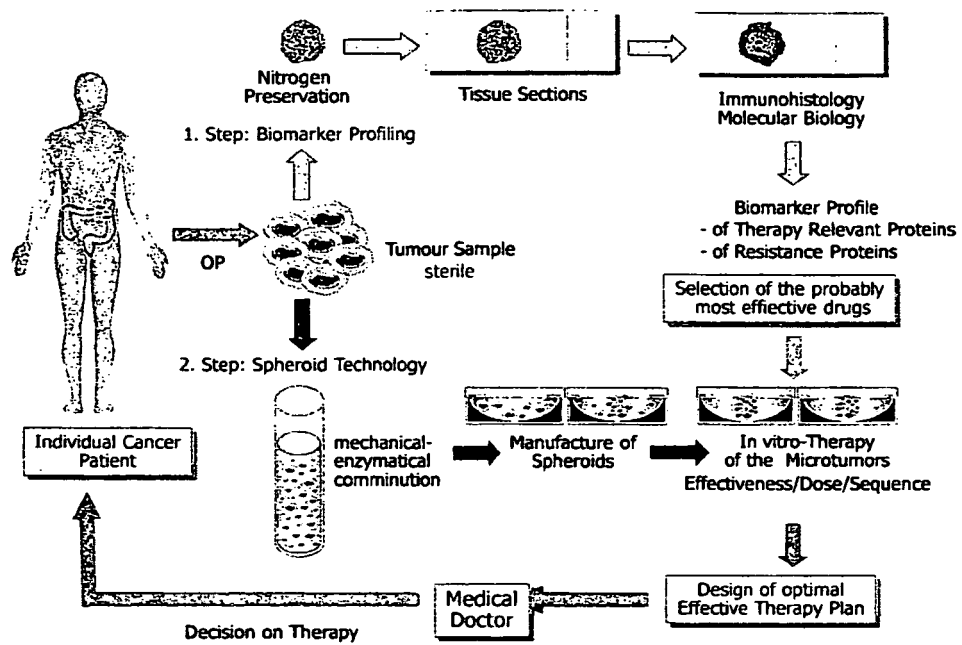 Nitrogen
Preservation
Tissue Sections
Immunohistology
Molecular Biology
1. Step: Biomarker Profiling
Biomarker Profile
- of Therapy Relevant Proteins
- of Resistance Proteins
OP
Tumour Sample
sterile
Selection of the probably
most effective drugs
2. Step: Spheroid Technology
Individual Cancer
Patient
mechanical-
enzymatical
comminution
Manufacture of
Spheroids
In vitro-Therapy
of the Microtumors
Effectiveness/Dose/Sequence
Design of optimal
Effective Therapy Plan
Medical
Doctor
Decision on Therapy